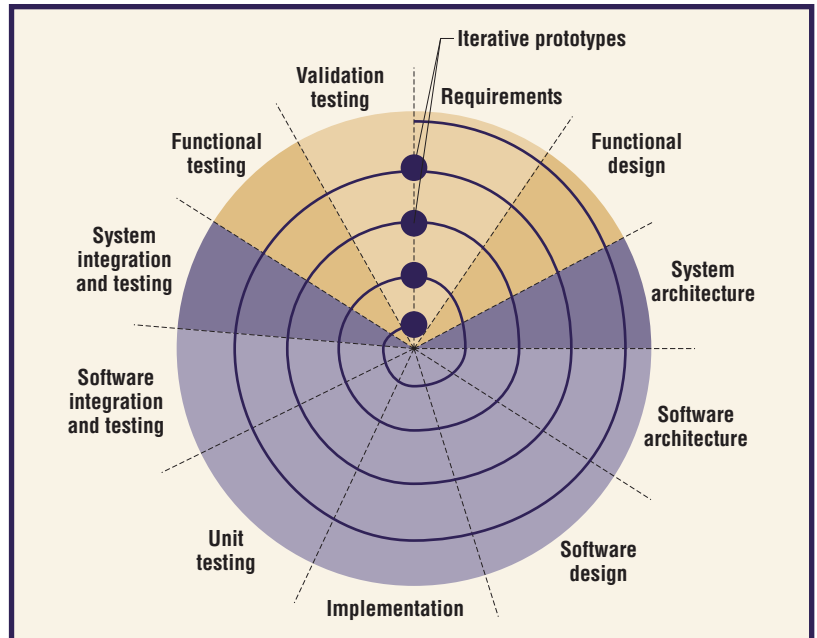 Iterative prototypes
Requirements
Functional
design
System
architecture
Software
architecture
Software
design
Implementation
Unit
testing
Software
integration
and testing
System
integration
and testing
Functional
testing
Validation
testing